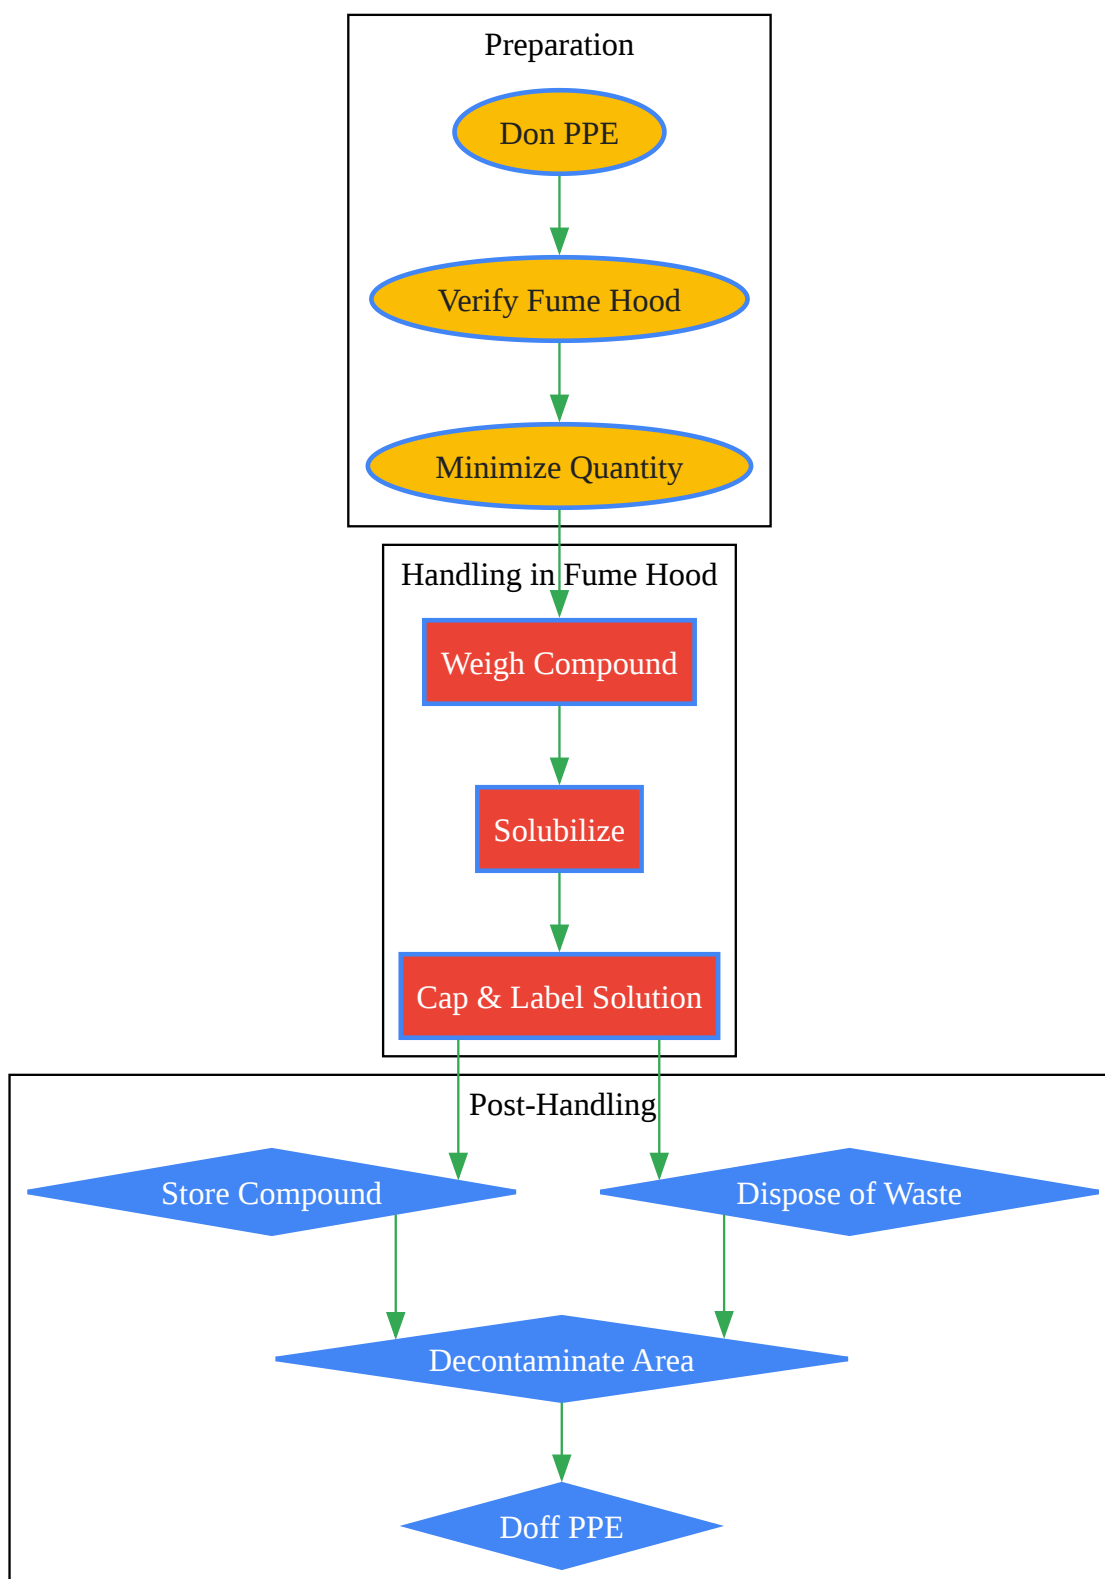 Preparation
Don PPE
Verify Fume Hood
Minimize Quantity
Handling in Fume Hood
Weigh Compound
Solubilize
Cap & Label Solution
Post-Handling
Store Compound
Dispose of Waste
Decontaminate Area
Doff PPE